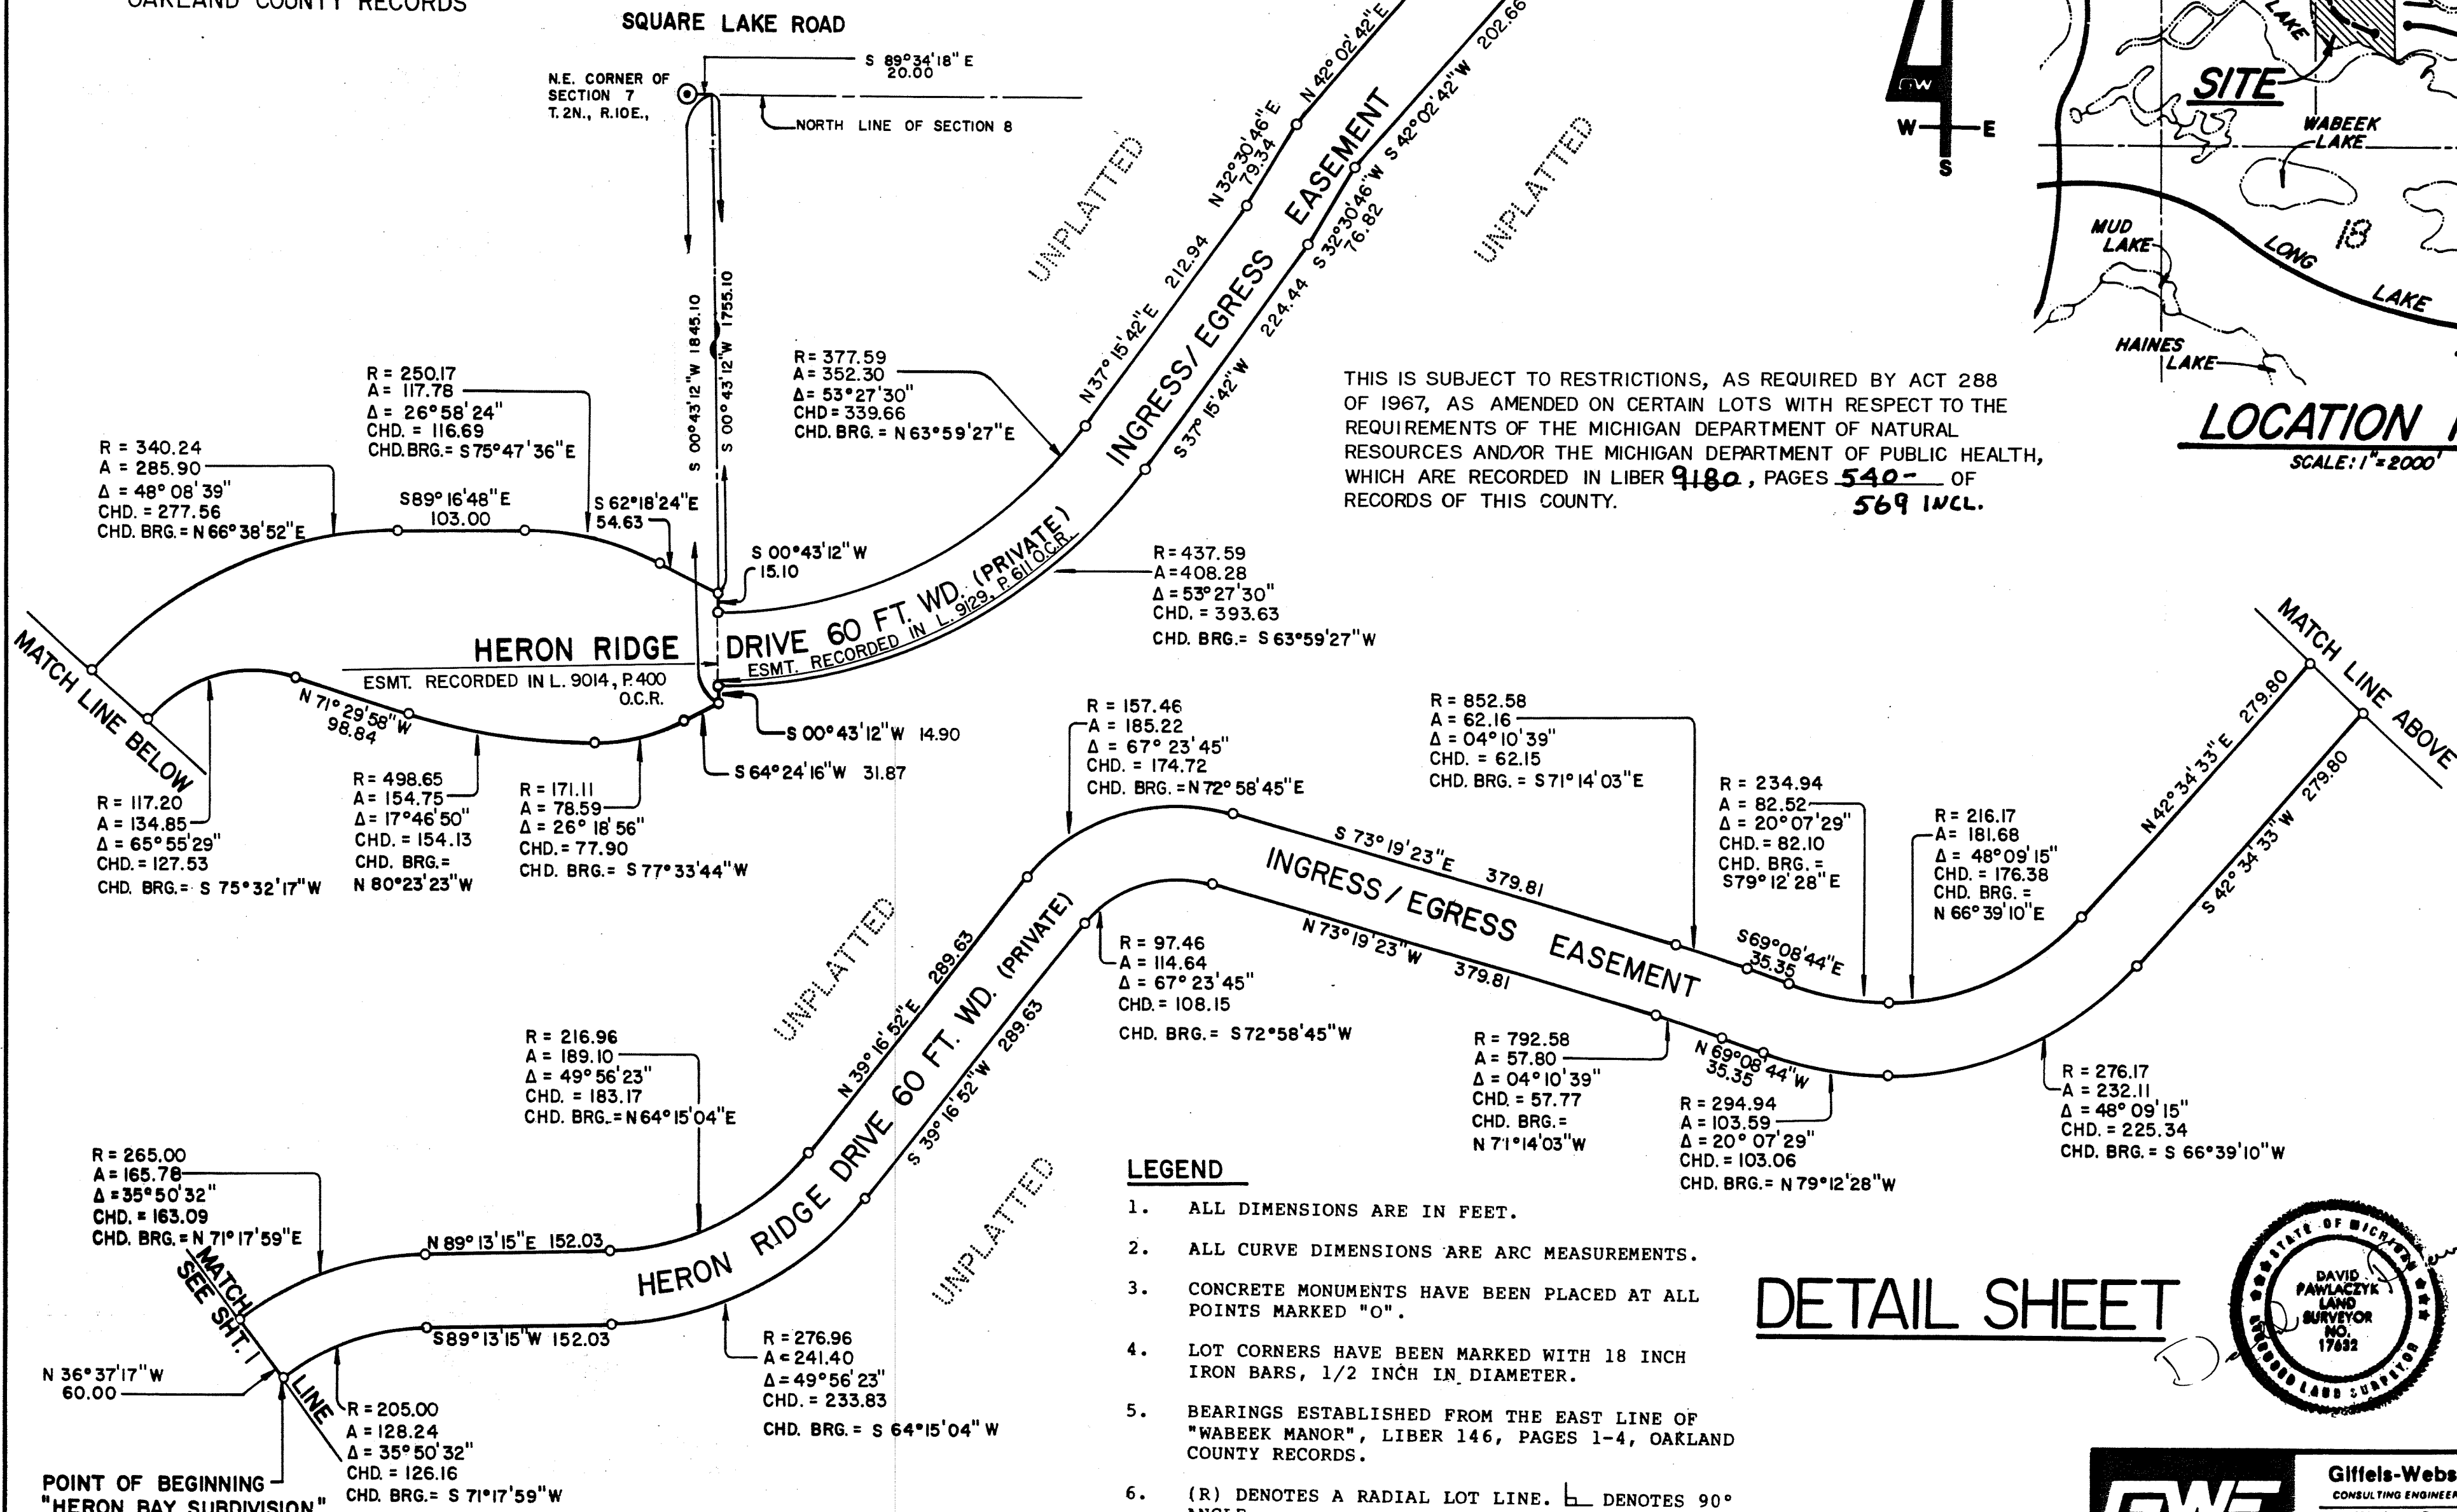 OAKLAND COUNTY RECORDS
SQUARE LAKE ROAD
S 89°34'18" E
20.00
N.E. CORNER OF
SECTION 7
T. 2N., R.10E.,
NORTH LINE OF SECTION 8
S 00°43'12"W 1845.10
S 00°43'12"W 1755.10
N 42°02'42"E
202.66
S 42°02'42"W
N 32°30'46"E
79.34
S 32°30'46"W
76.82
N 37°15'42"E 212.94
S 37°15'42"W 224.44
INGRESS/ EGRESS EASEMENT
UNPLATTED
UNPLATTED
W E
S
GW
LAKE
SITE
WABEEK
LAKE
18
MUD
LAKE
LONG
LAKE
HAINES
LAKE
LOCATION
SCALE: 1"=2000'
THIS IS SUBJECT TO RESTRICTIONS, AS REQUIRED BY ACT 288
OF 1967, AS AMENDED ON CERTAIN LOTS WITH RESPECT TO THE
REQUIREMENTS OF THE MICHIGAN DEPARTMENT OF NATURAL
RESOURCES AND/OR THE MICHIGAN DEPARTMENT OF PUBLIC HEALTH,
WHICH ARE RECORDED IN LIBER 9180, PAGES 540- OF
RECORDS OF THIS COUNTY. 569 INCL.
R = 377.59
A = 352.30
Δ = 53°27'30"
CHD = 339.66
CHD. BRG. = N 63°59'27"E
R = 250.17
A = 117.78
Δ = 26°58'24"
CHD. = 116.69
CHD. BRG. = S 75°47'36"E
R = 340.24
A = 285.90
Δ = 48°08'39"
CHD. = 277.56
CHD. BRG. = N 66°38'52"E
S 89°16'48"E
103.00
S 62°18'24"E
54.63
S 00°43'12"W
15.10
R = 437.59
A = 408.28
Δ = 53°27'30"
CHD. = 393.63
CHD. BRG. = S 63°59'27"W
HERON RIDGE DRIVE 60 FT. WD. (PRIVATE)
ESMT. RECORDED IN L. 9129, P. 611 O.C.R.
ESMT. RECORDED IN L. 9014, P. 400
O.C.R.
MATCH LINE BELOW
N 71°29'58"W
98.84
S 00°43'12"W 14.90
S 64°24'16"W 31.87
R = 117.20
A = 134.85
Δ = 65°55'29"
CHD. = 127.53
CHD. BRG. = S 75°32'17"W
R = 498.65
A = 154.75
Δ = 17°46'50"
CHD. = 154.13
CHD. BRG. =
N 80°23'23"W
R = 171.11
A = 78.59
Δ = 26°18'56"
CHD. = 77.90
CHD. BRG. = S 77°33'44"W
R = 157.46
A = 185.22
Δ = 67°23'45"
CHD. = 174.72
CHD. BRG. = N 72°58'45"E
R = 852.58
A = 62.16
Δ = 04°10'39"
CHD. = 62.15
CHD. BRG. = S 71°14'03"E
R = 234.94
A = 82.52
Δ = 20°07'29"
CHD. = 82.10
CHD. BRG. =
S 79°12'28"E
R = 216.17
A = 181.68
Δ = 48°09'15"
CHD. = 176.38
CHD. BRG. =
N 66°39'10"E
MATCH LINE ABOVE
N 42°34'33"E 279.80
S 42°34'33"W 279.80
S 73°19'23"E 379.81
INGRESS/ EGRESS EASEMENT
N 73°19'23"W 379.81
S 69°08'44"E
35.35
N 69°08'44"W
35.35
R = 97.46
A = 114.64
Δ = 67°23'45"
CHD. = 108.15
CHD. BRG. = S 72°58'45"W
R = 792.58
A = 57.80
Δ = 04°10'39"
CHD. = 57.77
CHD. BRG. =
N 71°14'03"W
R = 294.94
A = 103.59
Δ = 20°07'29"
CHD. = 103.06
CHD. BRG. = N 79°12'28"W
R = 276.17
A = 232.11
Δ = 48°09'15"
CHD. = 225.34
CHD. BRG. = S 66°39'10"W
UNPLATTED
UNPLATTED
N 39°16'52"E 289.63
S 39°16'52"W 289.63
HERON RIDGE DRIVE 60 FT. WD. (PRIVATE)
R = 216.96
A = 189.10
Δ = 49°56'23"
CHD. = 183.17
CHD. BRG. = N 64°15'04"E
R = 265.00
A = 165.78
Δ = 35°50'32"
CHD. = 163.09
CHD. BRG. = N 71°17'59"E
MATCH LINE
SEE SHT. 1
N 89°13'15"E 152.03
S 89°13'15"W 152.03
N 36°37'17"W
60.00
R = 205.00
A = 128.24
Δ = 35°50'32"
CHD. = 126.16
CHD. BRG. = S 71°17'59"W
R = 276.96
A = 241.40
Δ = 49°56'23"
CHD. = 233.83
CHD. BRG. = S 64°15'04"W
POINT OF BEGINNING
"HERON BAY SUBDIVISION"
LEGEND
1. ALL DIMENSIONS ARE IN FEET.
2. ALL CURVE DIMENSIONS ARE ARC MEASUREMENTS.
3. CONCRETE MONUMENTS HAVE BEEN PLACED AT ALL
POINTS MARKED "O".
4. LOT CORNERS HAVE BEEN MARKED WITH 18 INCH
IRON BARS, 1/2 INCH IN DIAMETER.
5. BEARINGS ESTABLISHED FROM THE EAST LINE OF
"WABEEK MANOR", LIBER 146, PAGES 1-4, OAKLAND
COUNTY RECORDS.
6. (R) DENOTES A RADIAL LOT LINE. DENOTES 90°
ANGLE
DETAIL SHEET
STATE OF MICHIGAN
DAVID
PAWLACZYK
LAND
SURVEYOR
NO.
17632
LAND SURVEYOR
GWE
Giffels-Webs
CONSULTING ENGINEER